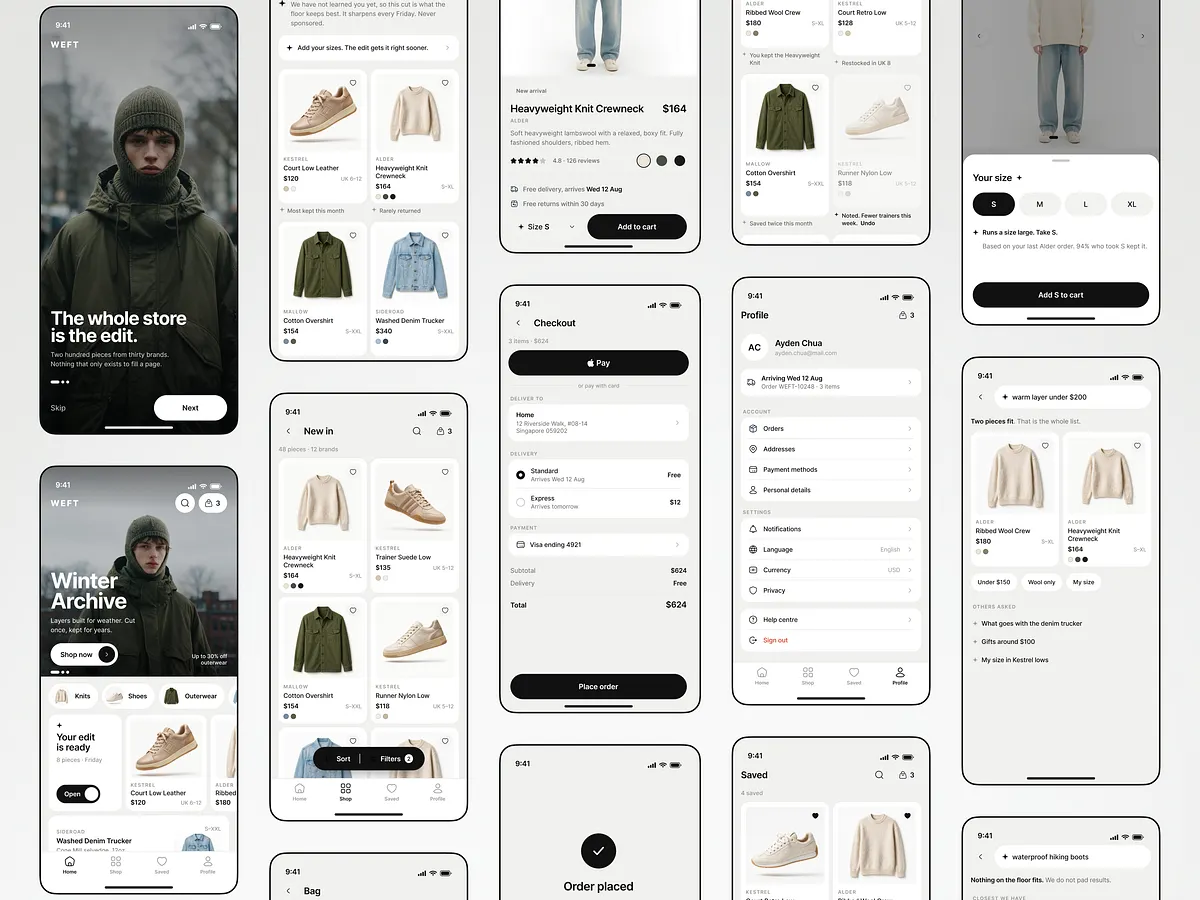 9:41
WEFT
The whole store
is the edit.
Two hundred pieces from thirty brands.
Nothing that only exists to fill a page.
Skip
Next
9:41
WEFT
3
Winter
Archive
Layers built for weather. Cut
once, kept for years.
Shop now
Up to 30% off
outerwear
Knits
Shoes
Outerwear
Your edit
is ready
8 pieces · Friday
Open
KESTREL
Court Low Leather
$120
UK 6–12
ALDER
Ribbed
$180
SIDEROAD
Washed Denim Trucker
Cone Mill selvedge, 12oz
S–XXL
Home
Shop
Saved
Profile
We have not learned you yet, so this cut is what the
floor keeps best. It sharpens every Friday. Never
sponsored.
Add your sizes. The edit gets it right sooner.
KESTREL
Court Low Leather
$120
UK 6–12
Most kept this month
ALDER
Heavyweight Knit
Crewneck
$164
S–XL
Rarely returned
MALLOW
Cotton Overshirt
$154
S–XXL
SIDEROAD
Washed Denim Trucker
$340
S–XXL
9:41
New in
3
48 pieces · 12 brands
ALDER
Heavyweight Knit
Crewneck
$164
S–XL
KESTREL
Trainer Suede Low
$135
UK 5–12
MALLOW
Cotton Overshirt
$154
S–XXL
KESTREL
Runner Nylon Low
$118
UK 5–12
Sort
Filters
2
Home
Shop
Saved
Profile
9:41
Bag
New arrival
Heavyweight Knit Crewneck
$164
ALDER
Soft heavyweight lambswool with a relaxed, boxy fit. Fully
fashioned shoulders, ribbed hem.
4.8 · 126 reviews
Free delivery, arrives Wed 12 Aug
Free returns within 30 days
Size S
Add to cart
9:41
Checkout
3 items · $624
Pay
or pay with card
DELIVER TO
Home
12 Riverside Walk, #08-14
Singapore 059202
DELIVERY
Standard
Arrives Wed 12 Aug
Free
Express
Arrives tomorrow
$12
PAYMENT
Visa ending 4921
Subtotal
$624
Delivery
Free
Total
$624
Place order
9:41
Order placed
ALDER
Ribbed Wool Crew
$180
S–XL
You kept the Heavyweight
Knit
KESTREL
Court Retro Low
$128
UK 5–12
Restocked in UK 8
MALLOW
Cotton Overshirt
$154
S–XXL
Saved twice this month
KESTREL
Runner Nylon Low
$118
UK 5–12
Noted. Fewer trainers this
week. Undo
9:41
Profile
3
AC
Ayden Chua
ayden.chua@mail.com
Arriving Wed 12 Aug
Order WEFT-10248 · 3 items
ACCOUNT
Orders
Addresses
Payment methods
Personal details
SETTINGS
Notifications
Language
English
Currency
USD
Privacy
Help centre
Sign out
Home
Shop
Saved
Profile
9:41
Saved
3
4 saved
KESTREL
ALDER
Your size
S
M
L
XL
Runs a size large. Take S.
Based on your last Alder order. 94% who took S kept it.
Add S to cart
9:41
warm layer under $200
Two pieces fit. That is the whole list.
ALDER
Ribbed Wool Crew
$180
S–XL
ALDER
Heavyweight Knit
Crewneck
$164
S–XL
Under $150
Wool only
My size
OTHERS ASKED
What goes with the denim trucker
Gifts around $100
My size in Kestrel lows
9:41
waterproof hiking boots
Nothing on the floor fits. We do not pad results.
CLOSEST WE HAVE